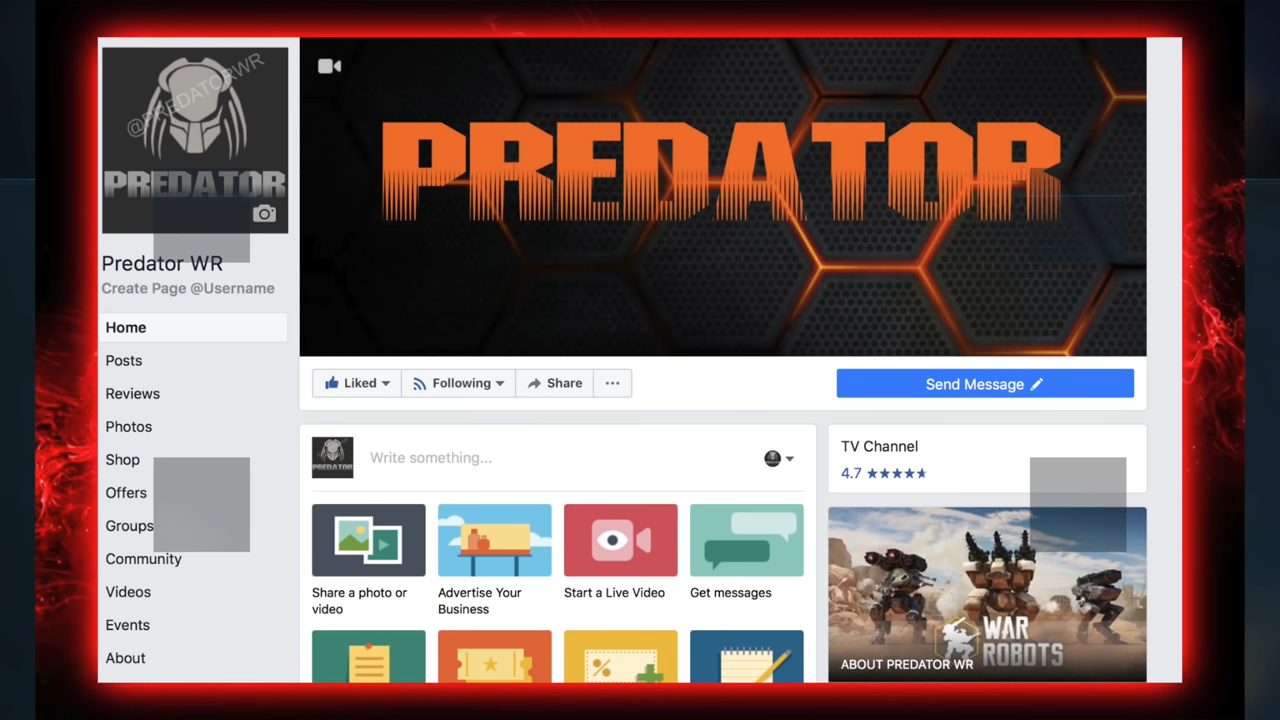 @PREDATORWR
PREDATOR
PREDATOR
Predator WR
Create Page @Username
Home
Posts
Reviews
Photos
Shop
Offers
Groups
Community
Videos
Events
About
Liked
Following
Share
Send Message
PREDATOR
Write something...
Share a photo or
video
Advertise Your
Business
Start a Live Video
Get messages
TV Channel
4.7
WAR
ROBOTS
ABOUT PREDATOR WR